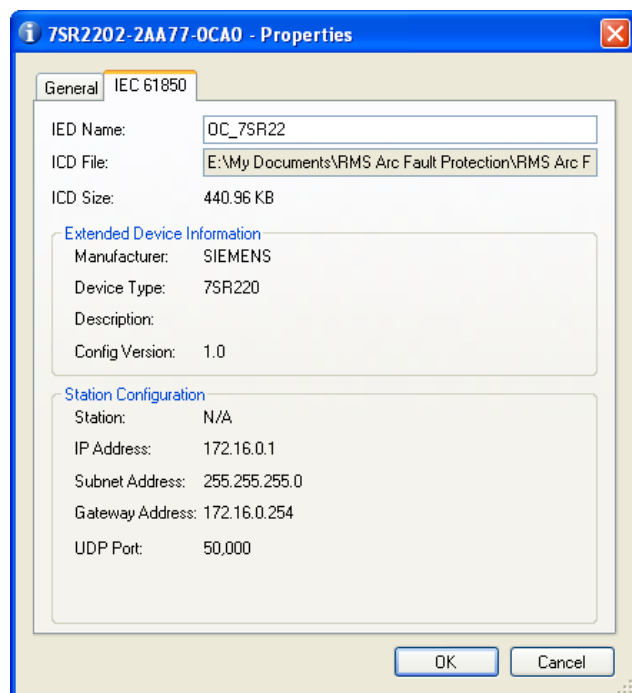 7SR2202-2AA77-0CA0 - Properties
General IEC 61850
IED Name: OC_7SR22
ICD File: E:\My Documents\RMS Arc Fault Protection\RMS Arc F
ICD Size: 440.96 KB
Extended Device Information
Manufacturer: SIEMENS
Device Type: 7SR220
Description:
Config Version: 1.0
Station Configuration
Station: N/A
IP Address: 172.16.0.1
Subnet Address: 255.255.255.0
Gateway Address: 172.16.0.254
UDP Port: 50,000
OK Cancel